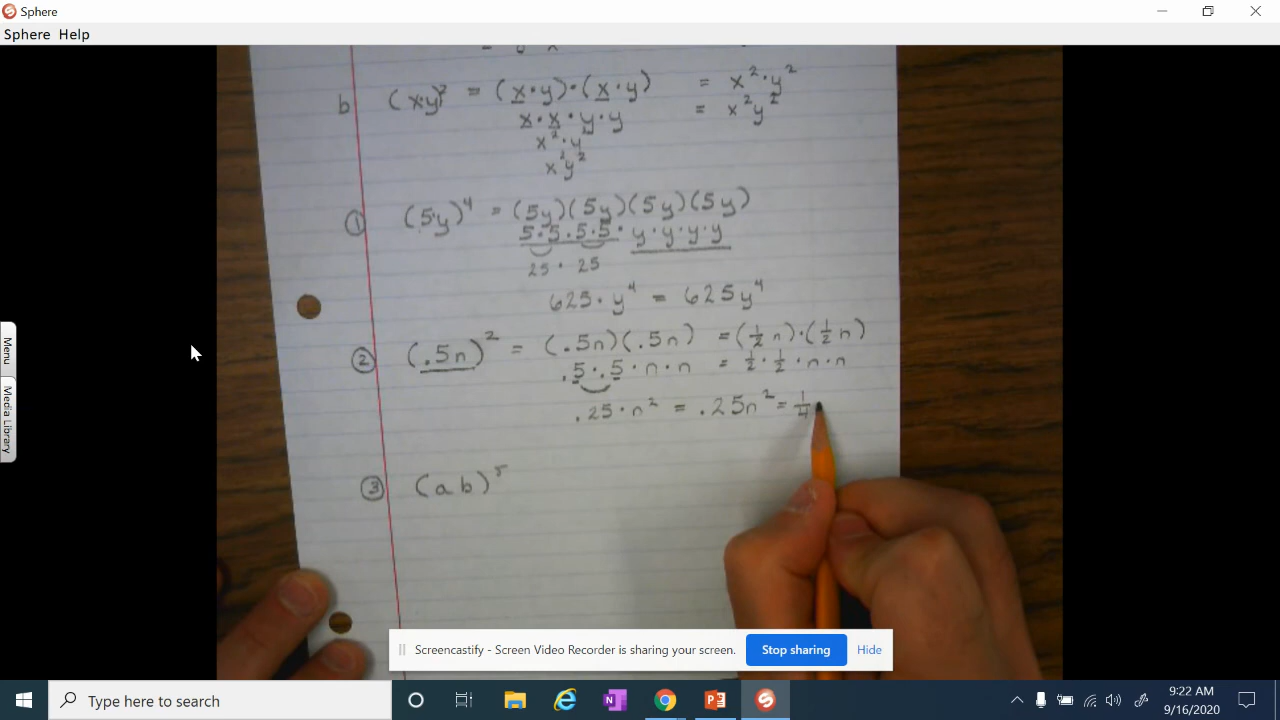 Sphere
Sphere Help
b (x·y)² = (x·y)·(x·y) = x²·y²
x·x·y·y = x²y²
x²·y²
x²y²
① (5·y)⁴ = (5y)(5y)(5y)(5y)
5·5·5·5·y·y·y·y
25·25
625·y⁴ = 625y⁴
② (.5n)² = (.5n)(.5n) = (½n)·(½n)
.5·.5·n·n = ½·½·n·n
.25·n² = .25n² = ¼
③ (ab)⁵
Menu
Media Library
Screencastify - Screen Video Recorder is sharing your screen. Stop sharing Hide
Type here to search
9:22 AM
9/16/2020